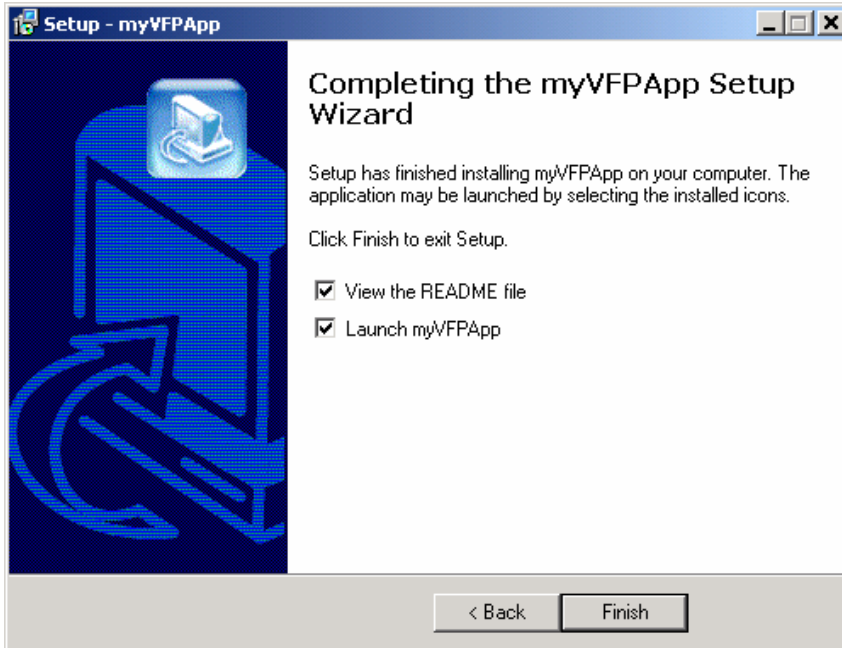 Setup - myVFPApp
Completing the myVFPApp Setup
Wizard
Setup has finished installing myVFPApp on your computer. The
application may be launched by selecting the installed icons.
Click Finish to exit Setup.
View the README file
Launch myVFPApp
< Back
Finish